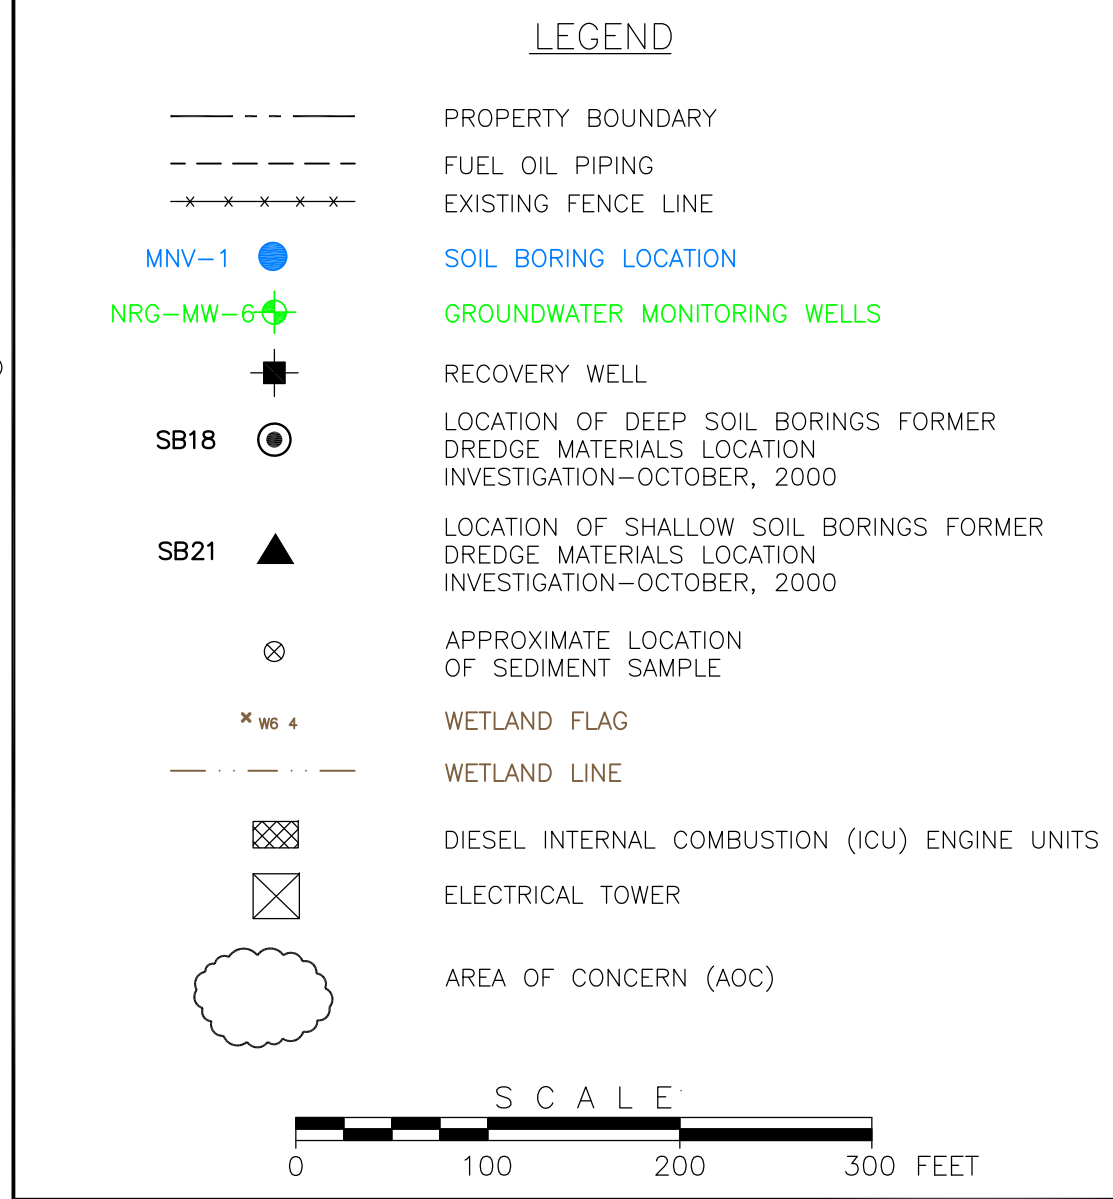 LEGEND
PROPERTY BOUNDARY
FUEL OIL PIPING
EXISTING FENCE LINE
MNV-1 SOIL BORING LOCATION
NRG-MW-6 GROUNDWATER MONITORING WELLS
RECOVERY WELL
LOCATION OF DEEP SOIL BORINGS FORMER
SB18 DREDGE MATERIALS LOCATION
INVESTIGATION-OCTOBER, 2000
LOCATION OF SHALLOW SOIL BORINGS FORMER
SB21 DREDGE MATERIALS LOCATION
INVESTIGATION-OCTOBER, 2000
APPROXIMATE LOCATION
OF SEDIMENT SAMPLE
W6 4 WETLAND FLAG
WETLAND LINE
DIESEL INTERNAL COMBUSTION (ICU) ENGINE UNITS
ELECTRICAL TOWER
AREA OF CONCERN (AOC)
SCALE
0 100 200 300 FEET